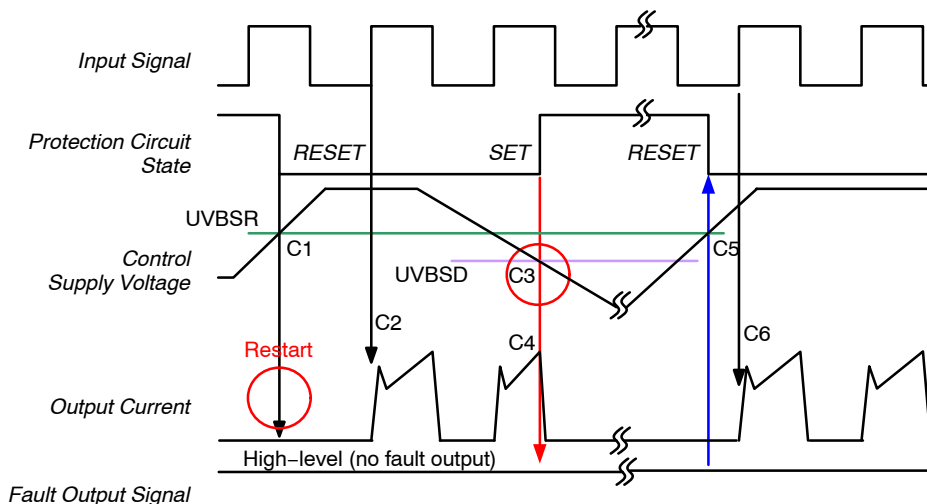 Input Signal
Protection Circuit
State
RESET
SET
RESET
UVBSR
C1
C5
Control
Supply Voltage
UVBSD
C3
C2
C4
C6
Restart
Output Current
High−level (no fault output)
Fault Output Signal